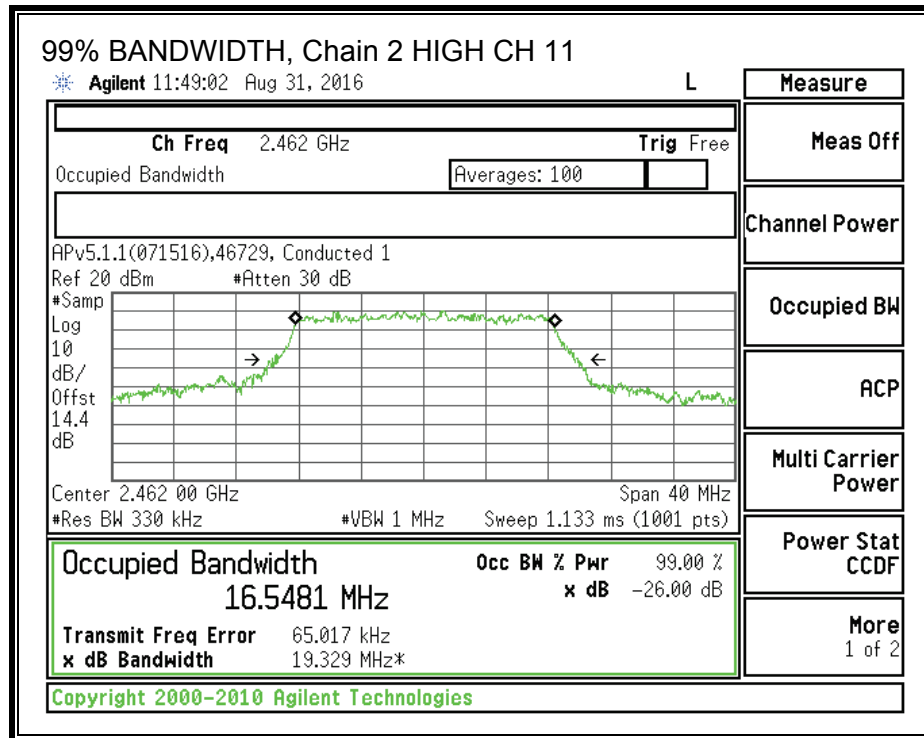 99% BANDWIDTH, Chain 2 HIGH CH 11
Agilent 11:49:02 Aug 31, 2016 L
Measure
Ch Freq 2.462 GHz Trig Free
Meas Off
Occupied Bandwidth Averages: 100
Channel Power
APv5.1.1(071516),46729, Conducted 1
Ref 20 dBm #Atten 30 dB
#Samp
Log
10
dB/
Offst
14.4
dB
Occupied BW
ACP
Multi Carrier
Power
Center 2.462 00 GHz Span 40 MHz
#Res BW 330 kHz #VBW 1 MHz Sweep 1.133 ms (1001 pts)
Power Stat
CCDF
Occupied Bandwidth Occ BW % Pwr 99.00 %
16.5481 MHz x dB -26.00 dB
Transmit Freq Error 65.017 kHz
x dB Bandwidth 19.329 MHz*
More
1 of 2
Copyright 2000-2010 Agilent Technologies